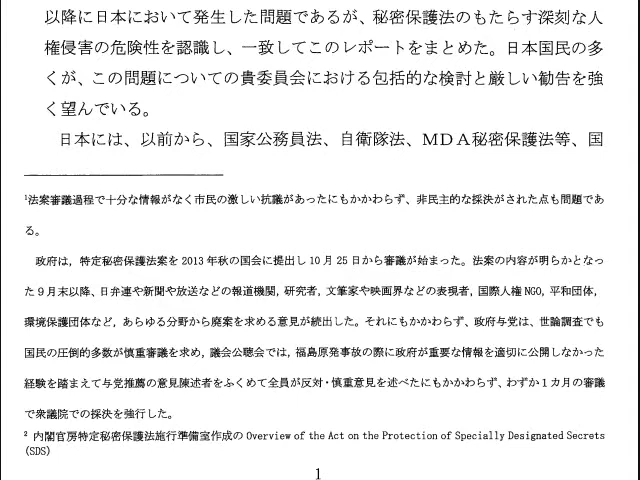 以降に日本において発生した問題であるが、秘密保護法のもたらす深刻な人
権侵害の危険性を認識し、一致してこのレポートをまとめた。日本国民の多
くが、この問題についての貴委員会における包括的な検討と厳しい勧告を強
く望んでいる。
日本には、以前から、国家公務員法、自衛隊法、ＭＤＡ秘密保護法等、国
1法案審議過程で十分な情報がなく市民の激しい抗議があったにもかかわらず、非民主的な採決がされた点も問題であ
る。
政府は，特定秘密保護法案を 2013 年秋の国会に提出し 10 月 25 日から審議が始まった。法案の内容が明らかとなっ
た９月末以降、日弁連や新聞や放送などの報道機関，研究者，文筆家や映画界などの表現者，国際人権 NGO，平和団体，
環境保護団体など，あらゆる分野から廃案を求める意見が続出した。それにもかかわらず、政府与党は、世論調査でも
国民の圧倒的多数が慎重審議を求め，議会公聴会では，福島原発事故の際に政府が重要な情報を適切に公開しなかった
経験を踏まえて与党推薦の意見陳述者をふくめて全員が反対・慎重意見を述べたにもかかわらず、わずか１カ月の審議
で衆議院での採決を強行した。
2 内閣官房特定秘密保護法施行準備室作成の Overview of the Act on the Protection of Specially Designated Secrets
(SDS)
1